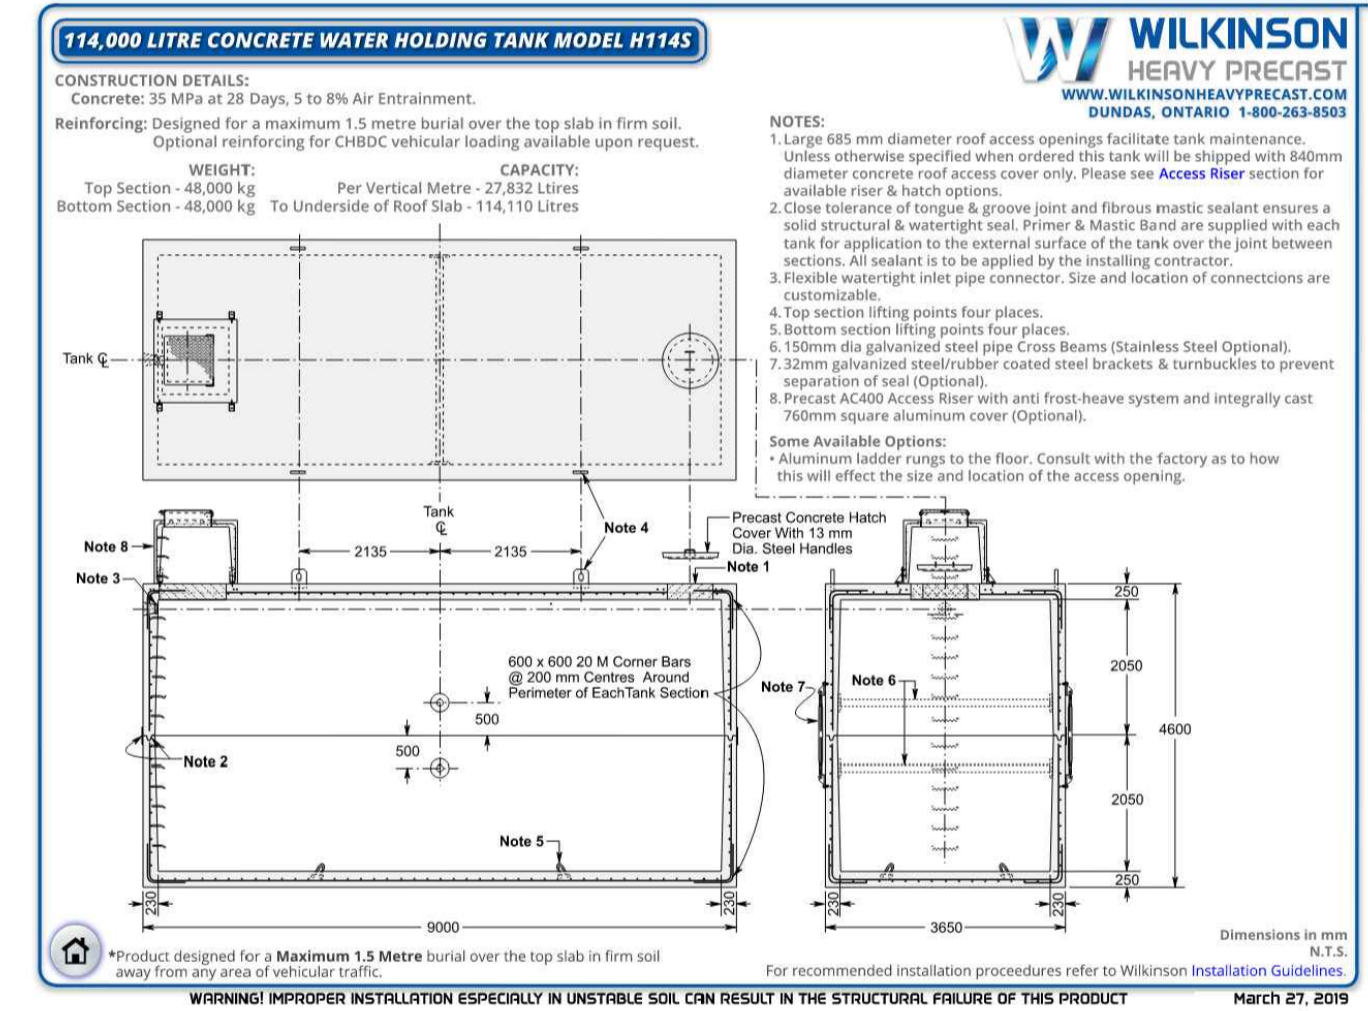 114,000 LITRE CONCRETE WATER HOLDING TANK MODEL H114S
WILKINSON
HEAVY PRECAST
WWW.WILKINSONHEAVYPRECAST.COM
DUNDAS, ONTARIO 1-800-263-8503
CONSTRUCTION DETAILS:
Concrete: 35 MPa at 28 Days, 5 to 8% Air Entrainment.
Reinforcing: Designed for a maximum 1.5 metre burial over the top slab in firm soil.
Optional reinforcing for CHBDC vehicular loading available upon request.
WEIGHT:
Top Section - 48,000 kg
Bottom Section - 48,000 kg
CAPACITY:
Per Vertical Metre - 27,832 Ltires
To Underside of Roof Slab - 114,110 Litres
NOTES:
1. Large 685 mm diameter roof access openings facilitate tank maintenance.
Unless otherwise specified when ordered this tank will be shipped with 840mm
diameter concrete roof access cover only. Please see Access Riser section for
available riser & hatch options.
2. Close tolerance of tongue & groove joint and fibrous mastic sealant ensures a
solid structural & watertight seal. Primer & Mastic Band are supplied with each
tank for application to the external surface of the tank over the joint between
sections. All sealant is to be applied by the installing contractor.
3. Flexible watertight inlet pipe connector. Size and location of connectcions are
customizable.
4. Top section lifting points four places.
5. Bottom section lifting points four places.
6. 150mm dia galvanized steel pipe Cross Beams (Stainless Steel Optional).
7. 32mm galvanized steel/rubber coated steel brackets & turnbuckles to prevent
separation of seal (Optional).
8. Precast AC400 Access Riser with anti frost-heave system and integrally cast
760mm square aluminum cover (Optional).
Some Available Options:
• Aluminum ladder rungs to the floor. Consult with the factory as to how
this will effect the size and location of the access opening.
Tank CL
Tank
CL
Note 4
Precast Concrete Hatch
Cover With 13 mm
Dia. Steel Handles
Note 8
2135
2135
Note 1
Note 3
250
600 x 600 20 M Corner Bars
@ 200 mm Centres Around
Perimeter of EachTank Section
2050
Note 7
Note 6
500
4600
500
Note 2
2050
Note 5
250
230
230
230
230
9000
3650
Dimensions in mm
N.T.S.
*Product designed for a Maximum 1.5 Metre burial over the top slab in firm soil
away from any area of vehicular traffic.
For recommended installation proceedures refer to Wilkinson Installation Guidelines.
WARNING! IMPROPER INSTALLATION ESPECIALLY IN UNSTABLE SOIL CAN RESULT IN THE STRUCTURAL FAILURE OF THIS PRODUCT
March 27, 2019